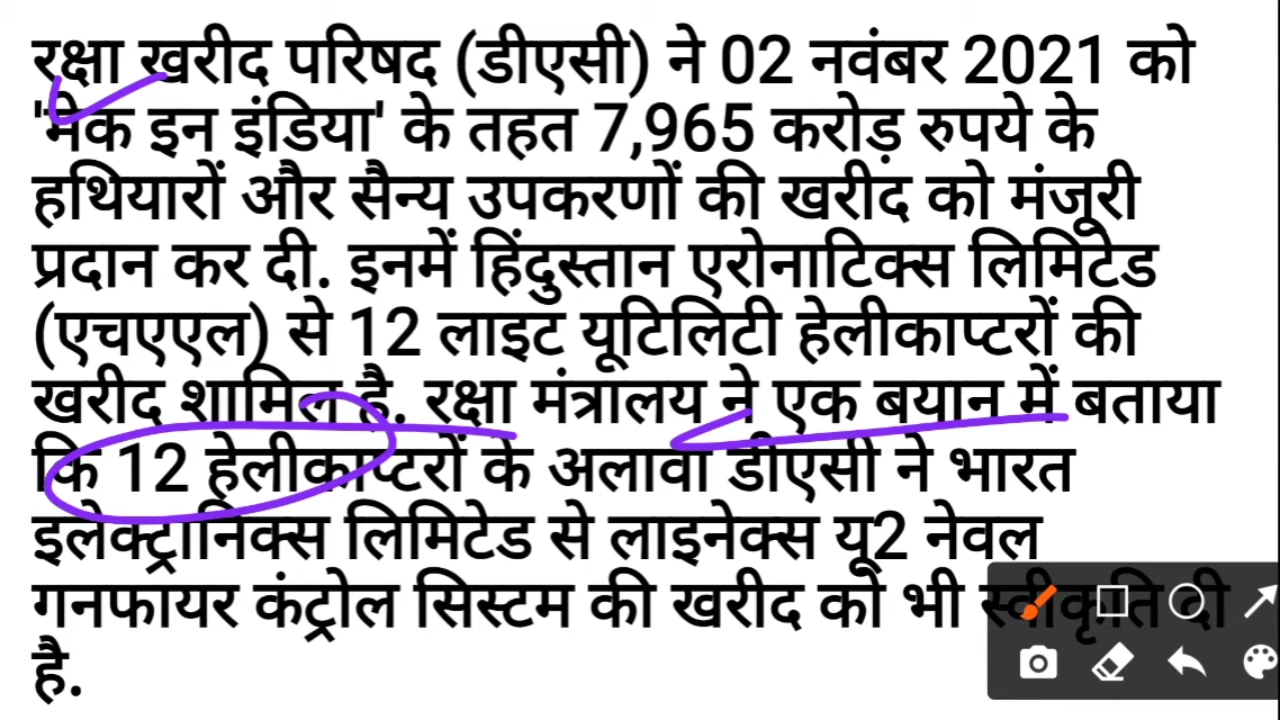 रक्षा खरीद परिषद (डीएसी) ने 02 नवंबर 2021 को
'मेक इन इंडिया' के तहत 7,965 करोड़ रुपये के
हथियारों और सैन्य उपकरणों की खरीद को मंजूरी
प्रदान कर दी. इनमें हिंदुस्तान एरोनाटिक्स लिमिटेड
(एचएएल) से 12 लाइट यूटिलिटी हेलीकाप्टरों की
खरीद शामिल है. रक्षा मंत्रालय ने एक बयान में बताया
कि 12 हेलीकाप्टरों के अलावा डीएसी ने भारत
इलेक्ट्रानिक्स लिमिटेड से लाइनेक्स यू2 नेवल
गनफायर कंट्रोल सिस्टम की खरीद को भी स्वीकृति दी
है.